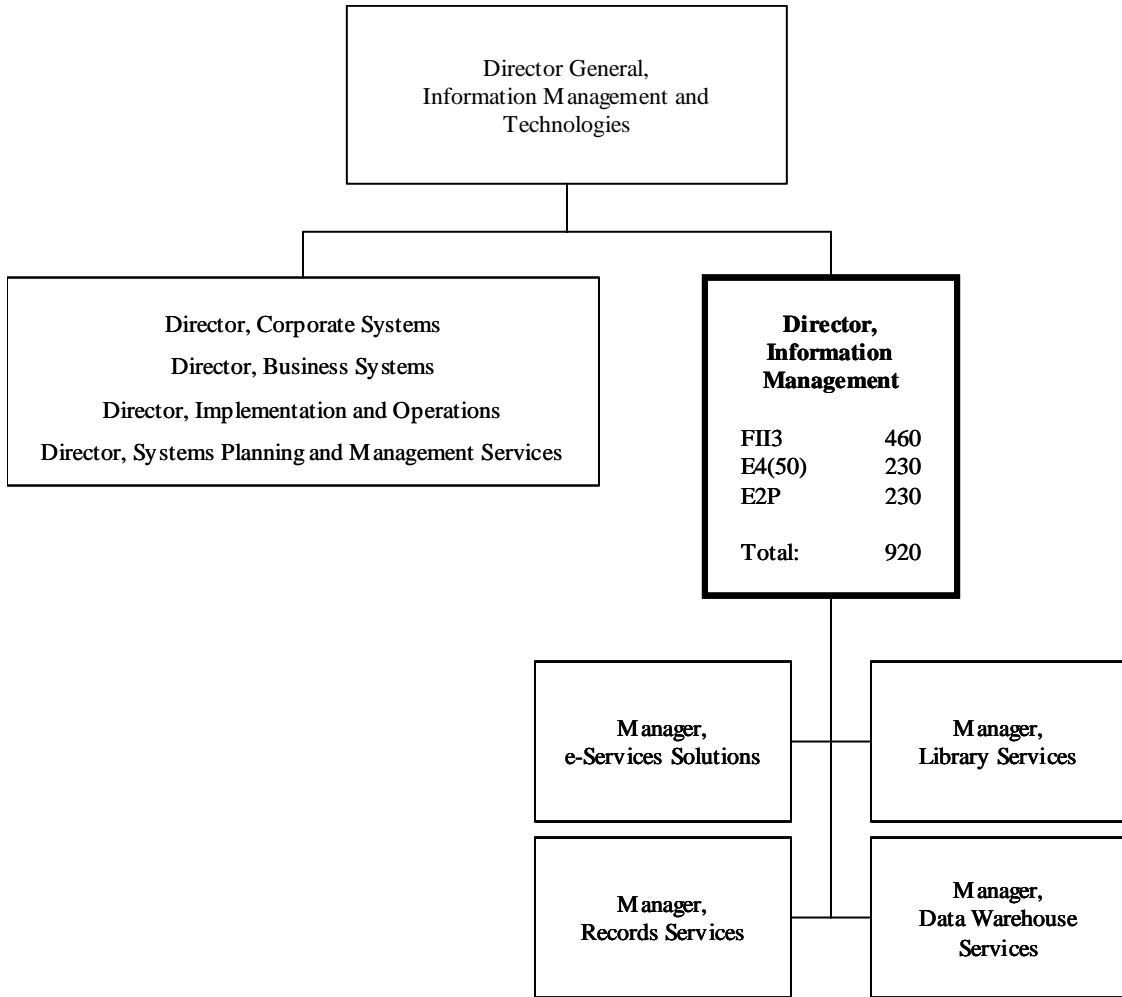 Director General,
Information Management and
Technologies
Director, Corporate Systems
Director, Business Systems
Director, Implementation and Operations
Director, Systems Planning and Management Services
Director,
Information
Management
FII3 460
E4(50) 230
E2P 230
Total: 920
Manager,
e-Services Solutions
Manager,
Library Services
Manager,
Records Services
Manager,
Data Warehouse
Services